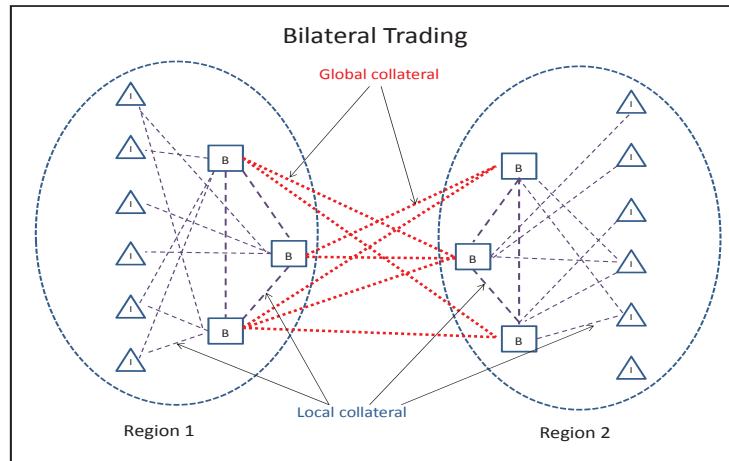 Bilateral Trading
Global collateral
I
I
I
I
I
I
B
B
B
B
B
B
I
I
I
I
I
I
Local collateral
Region 1
Region 2